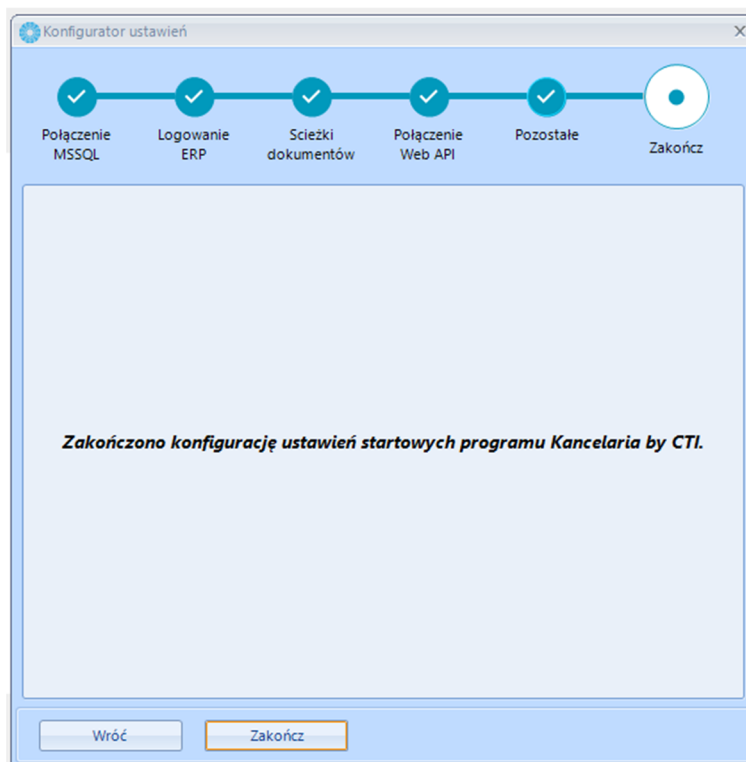 Konfigurator ustawień
Połączenie
MSSQL
Logowanie
ERP
Scieżki
dokumentów
Połączenie
Web API
Pozostałe
Zakończ
Zakończono konfigurację ustawień startowych programu Kancelaria by CTI.
Wróć
Zakończ